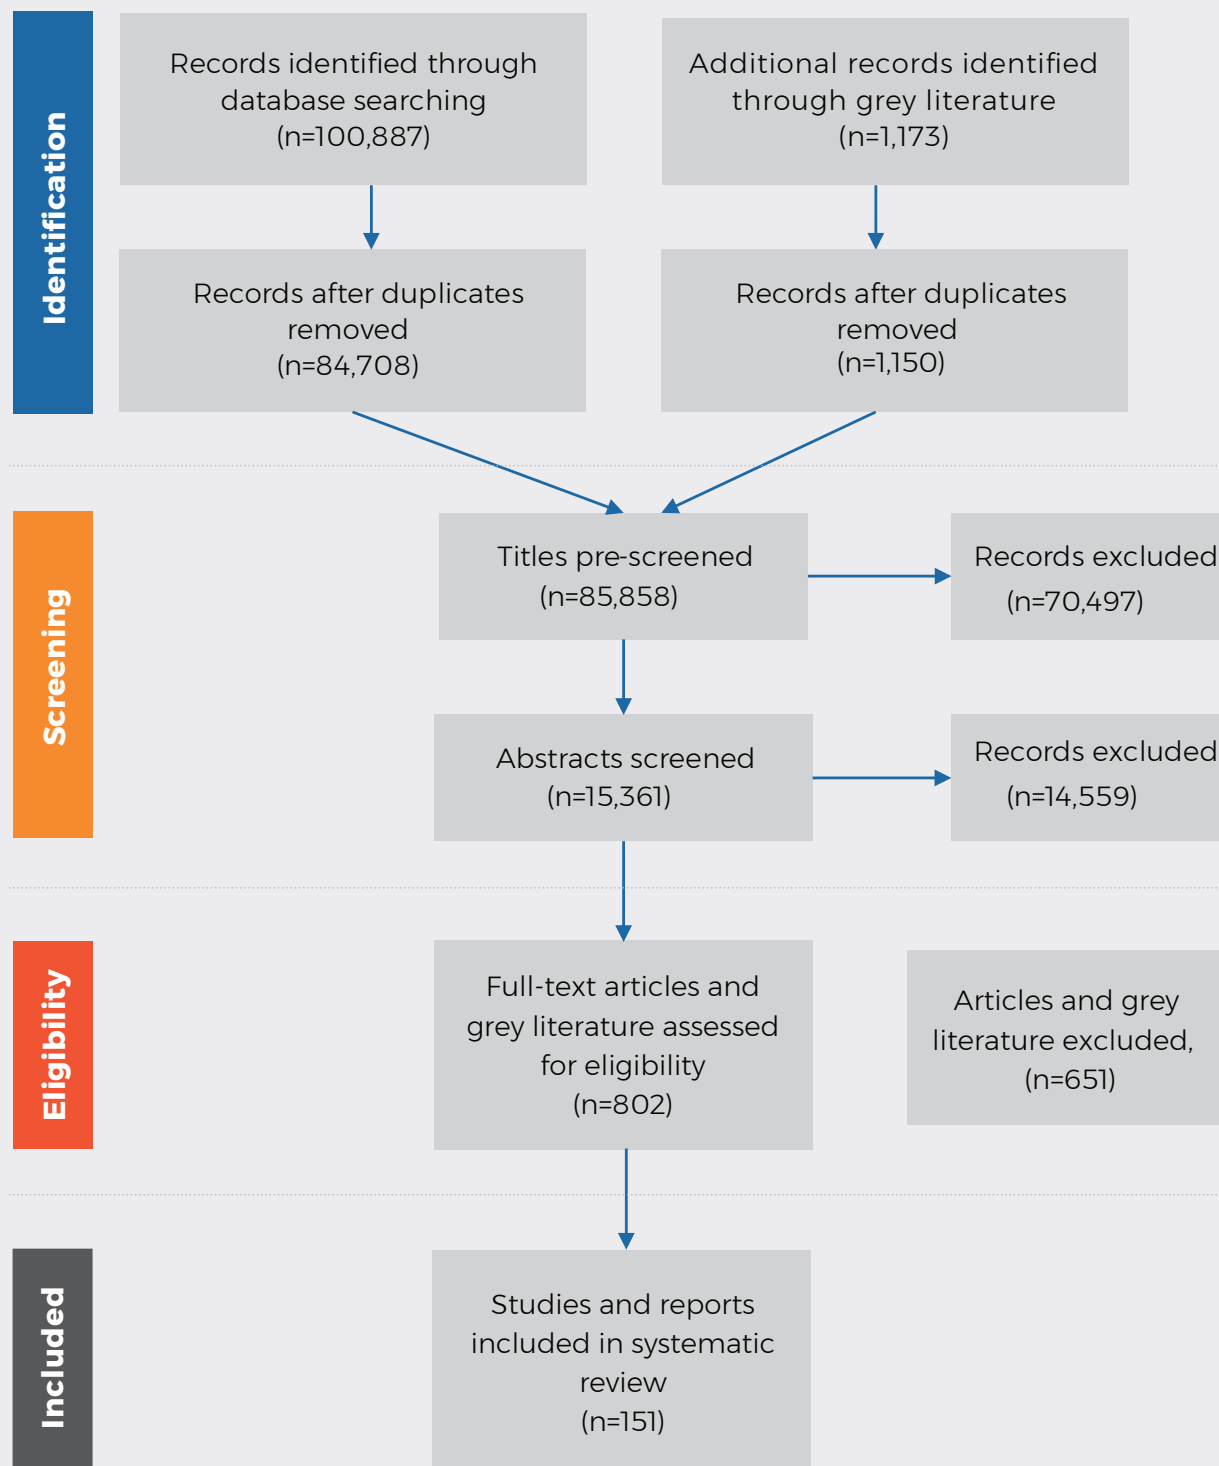 Identification
Records identified through
database searching
(n=100,887)
Additional records identified
through grey literature
(n=1,173)
Records after duplicates
removed
(n=84,708)
Records after duplicates
removed
(n=1,150)
Screening
Titles pre-screened
(n=85,858)
Records excluded
(n=70,497)
Abstracts screened
(n=15,361)
Records excluded
(n=14,559)
Eligibility
Full-text articles and
grey literature assessed
for eligibility
(n=802)
Articles and grey
literature excluded,
(n=651)
Included
Studies and reports
included in systematic
review
(n=151)